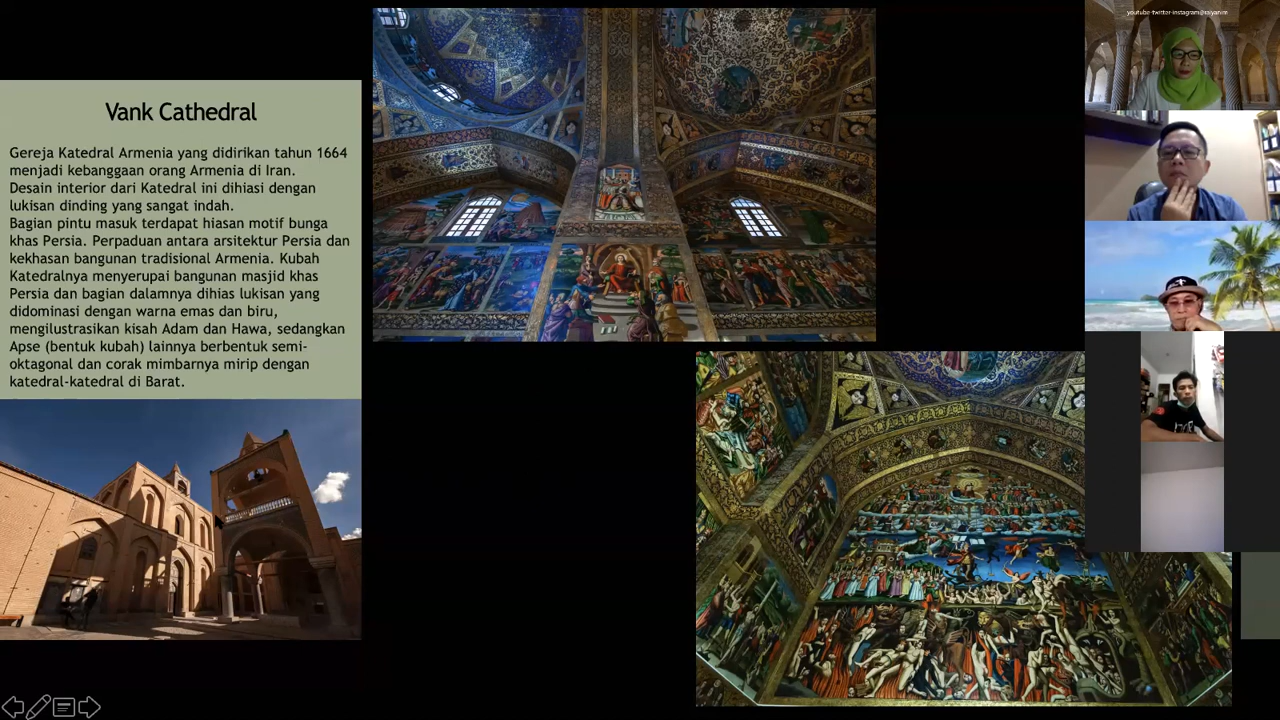 Vank Cathedral
Gereja Katedral Armenia yang didirikan tahun 1664
menjadi kebanggaan orang Armenia di Iran.
Desain interior dari Katedral ini dihiasi dengan
lukisan dinding yang sangat indah.
Bagian pintu masuk terdapat hiasan motif bunga
khas Persia. Perpaduan antara arsitektur Persia dan
kekhasan bangunan tradisional Armenia. Kubah
Katedralnya menyerupai bangunan masjid khas
Persia dan bagian dalamnya dihias lukisan yang
didominasi dengan warna emas dan biru,
mengilustrasikan kisah Adam dan Hawa, sedangkan
Apse (bentuk kubah) lainnya berbentuk semi-
oktagonal dan corak mimbarnya mirip dengan
katedral-katedral di Barat.
youtube-twitter-instagram@raiyani.m